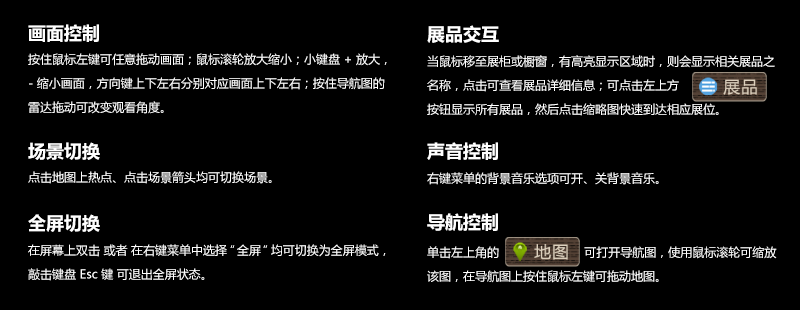 画面控制
按住鼠标左键可任意拖动画面；鼠标滚轮放大缩小；小键盘 + 放大，
- 缩小画面，方向键上下左右分别对应画面上下左右；按住导航图的
雷达拖动可改变观看角度。
场景切换
点击地图上热点、点击场景箭头均可切换场景。
全屏切换
在屏幕上双击 或者 在右键菜单中选择 “ 全屏 ” 均可切换为全屏模式，
敲击键盘 Esc 键 可退出全屏状态。
展品交互
当鼠标移至展柜或橱窗，有高亮显示区域时，则会显示相关展品之
名称，点击可查看展品详细信息；可点击左上方 展品
按钮显示所有展品，然后点击缩略图快速到达相应展位。
声音控制
右键菜单的背景音乐选项可开、关背景音乐。
导航控制
单击左上角的 地图 可打开导航图，使用鼠标滚轮可缩放
该图，在导航图上按住鼠标左键可拖动地图。